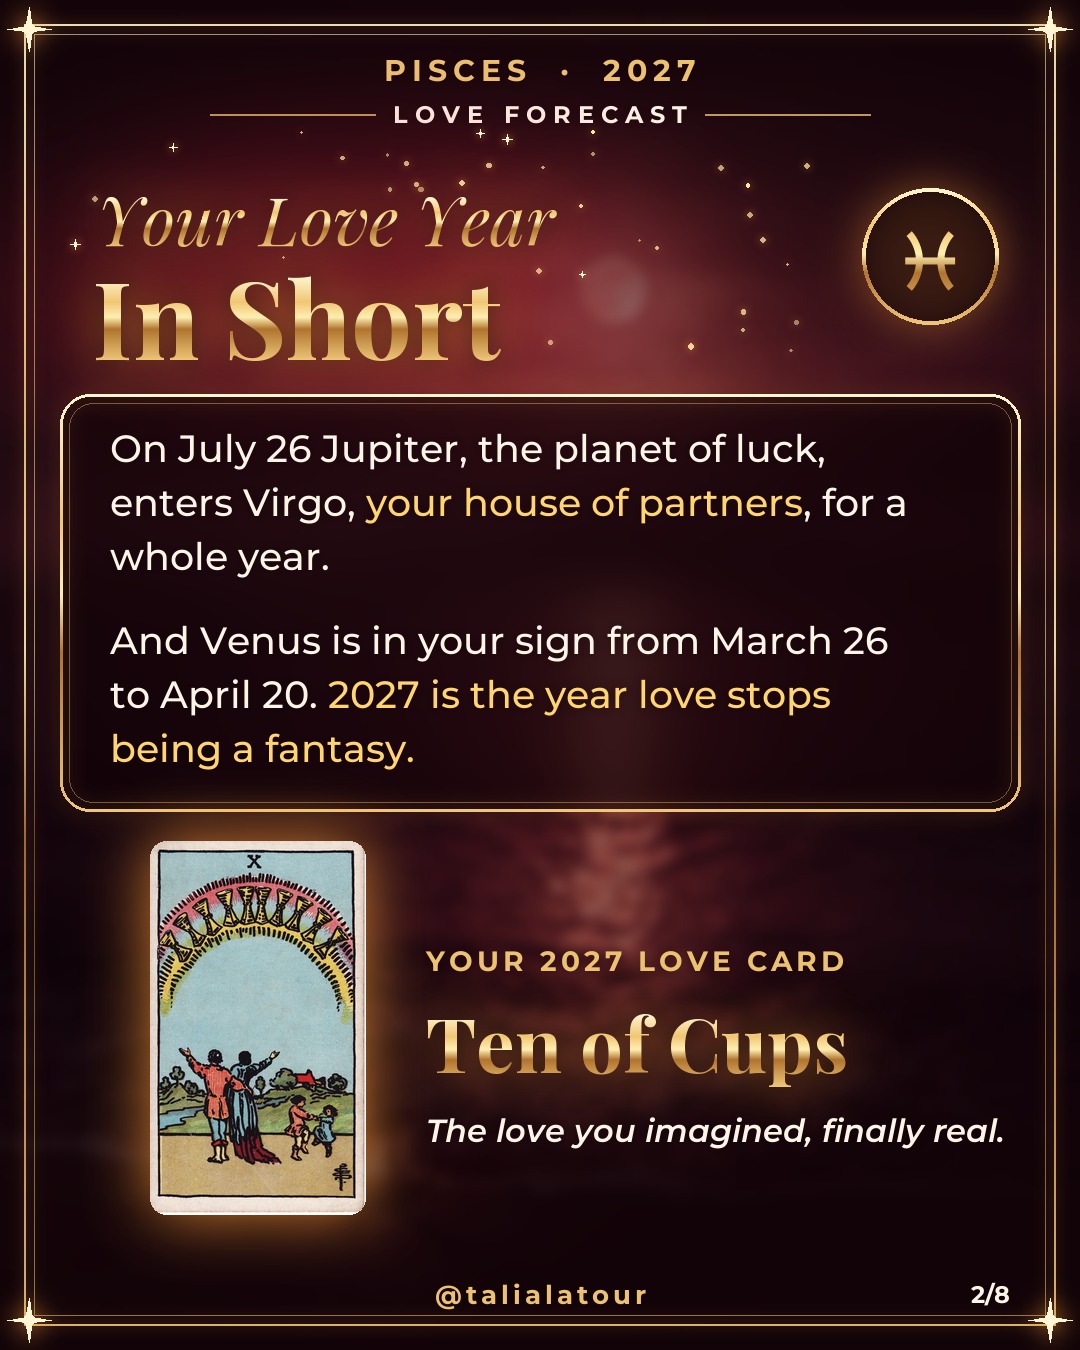 PISCES · 2027
LOVE FORECAST
Your Love Year
In Short
♓
On July 26 Jupiter, the planet of luck,
enters Virgo, your house of partners, for a
whole year.
And Venus is in your sign from March 26
to April 20. 2027 is the year love stops
being a fantasy.
X
YOUR 2027 LOVE CARD
Ten of Cups
The love you imagined, finally real.
@talialatour
2/8